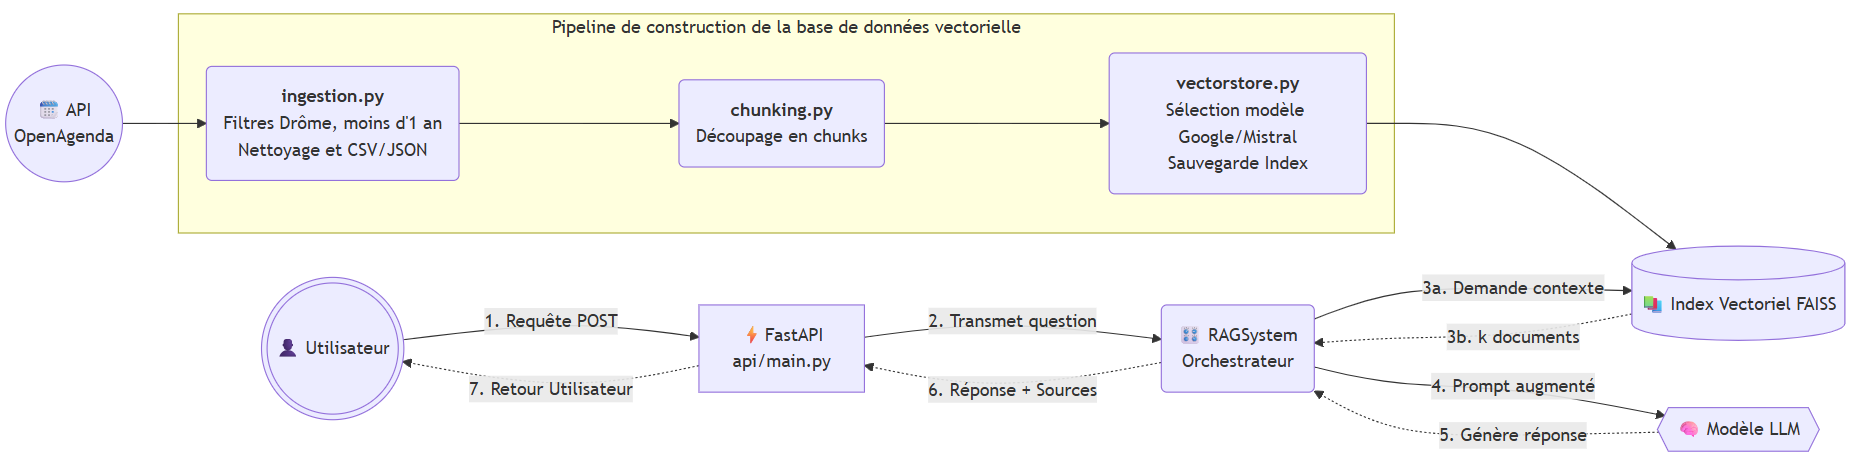 Pipeline de construction de la base de données vectorielle
API
OpenAgenda
ingestion.py
Filtres Drôme, moins d'1 an
Nettoyage et CSV/JSON
chunking.py
Découpage en chunks
vectorstore.py
Sélection modèle
Google/Mistral
Sauvegarde Index
Utilisateur
1. Requête POST
7. Retour Utilisateur
FastAPI
api/main.py
2. Transmet question
6. Réponse + Sources
RAGSystem
Orchestrateur
3a. Demande contexte
3b. k documents
Index Vectoriel FAISS
4. Prompt augmenté
5. Génère réponse
Modèle LLM